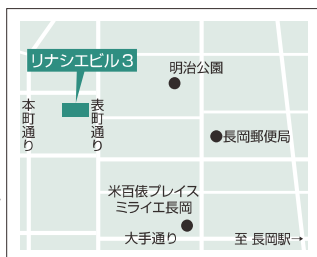 リナシエビル3
明治公園
本町通り
表町通り
長岡郵便局
米百俵プレイス
ミライエ長岡
大手通り
至 長岡駅→